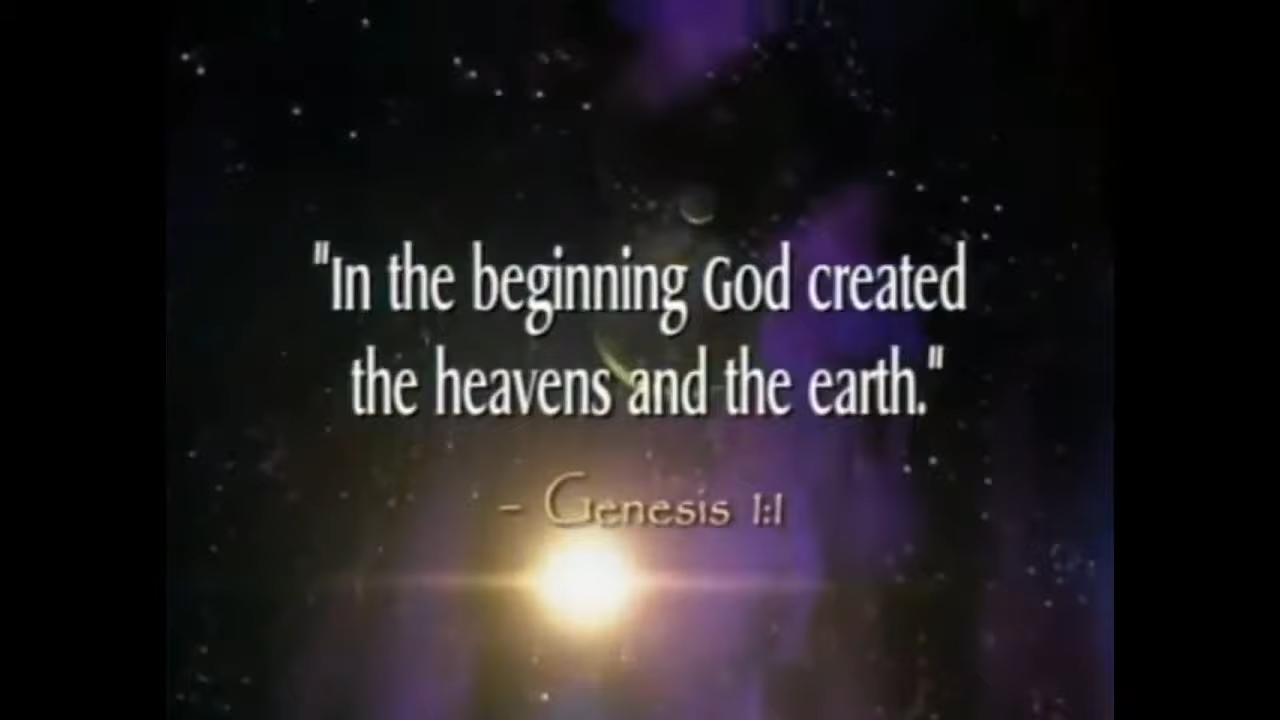 "In the beginning God created
the heavens and the earth."
– Genesis 1:1